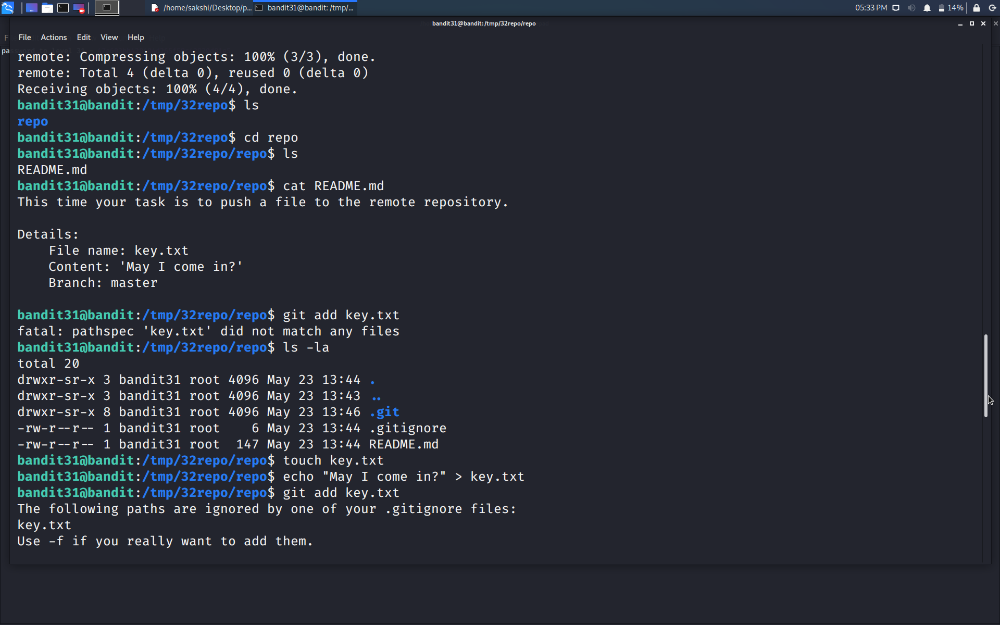 /home/sakshi/Desktop/p...
bandit31@bandit: /tmp/...
05:33 PM
14%
bandit31@bandit:/tmp/32repo/repo
File Actions Edit View Help
remote: Compressing objects: 100% (3/3), done.
remote: Total 4 (delta 0), reused 0 (delta 0)
Receiving objects: 100% (4/4), done.
bandit31@bandit:/tmp/32repo$ ls
repo
bandit31@bandit:/tmp/32repo$ cd repo
bandit31@bandit:/tmp/32repo/repo$ ls
README.md
bandit31@bandit:/tmp/32repo/repo$ cat README.md
This time your task is to push a file to the remote repository.
Details:
File name: key.txt
Content: 'May I come in?'
Branch: master
bandit31@bandit:/tmp/32repo/repo$ git add key.txt
fatal: pathspec 'key.txt' did not match any files
bandit31@bandit:/tmp/32repo/repo$ ls -la
total 20
drwxr-sr-x 3 bandit31 root 4096 May 23 13:44 .
drwxr-sr-x 3 bandit31 root 4096 May 23 13:43 ..
drwxr-sr-x 8 bandit31 root 4096 May 23 13:46 .git
-rw-r--r-- 1 bandit31 root    6 May 23 13:44 .gitignore
-rw-r--r-- 1 bandit31 root  147 May 23 13:44 README.md
bandit31@bandit:/tmp/32repo/repo$ touch key.txt
bandit31@bandit:/tmp/32repo/repo$ echo "May I come in?" > key.txt
bandit31@bandit:/tmp/32repo/repo$ git add key.txt
The following paths are ignored by one of your .gitignore files:
key.txt
Use -f if you really want to add them.